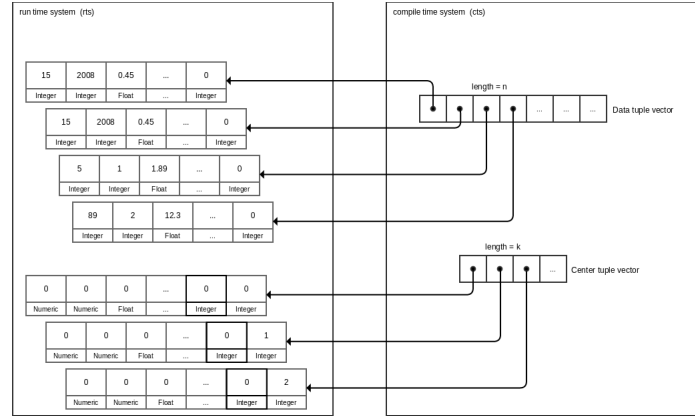 run time system (rts)
compile time system (cts)
15 2008 0.45 ... 0
Integer Integer Float ... Integer
length = n
... ... ...
Data tuple vector
15 2008 0.45 ... 0
Integer Integer Float ... Integer
5 1 1.89 ... 0
Integer Integer Float ... Integer
89 2 12.3 ... 0
Integer Integer Float ... Integer
length = k
...
Center tuple vector
0 0 0 ... 0 0
Numeric Numeric Float ... Integer Integer
0 0 0 ... 0 1
Numeric Numeric Float ... Integer Integer
0 0 0 ... 0 2
Numeric Numeric Float ... Integer Integer